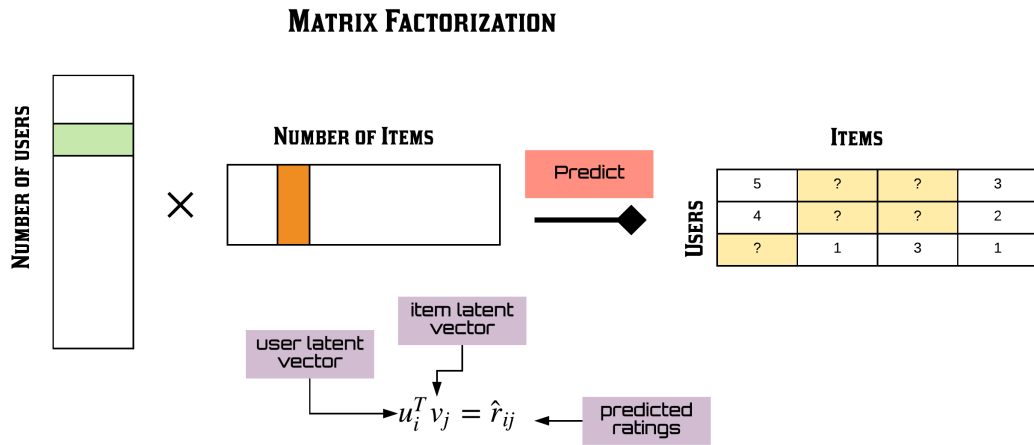 MATRIX FACTORIZATION
NUMBER OF USERS
NUMBER OF ITEMS
×
Predict
ITEMS
USERS
5 ? ? 3
4 ? ? 2
? 1 3 1
item latent
vector
user latent
vector
u_i^T v_j = r̂_ij
predicted
ratings